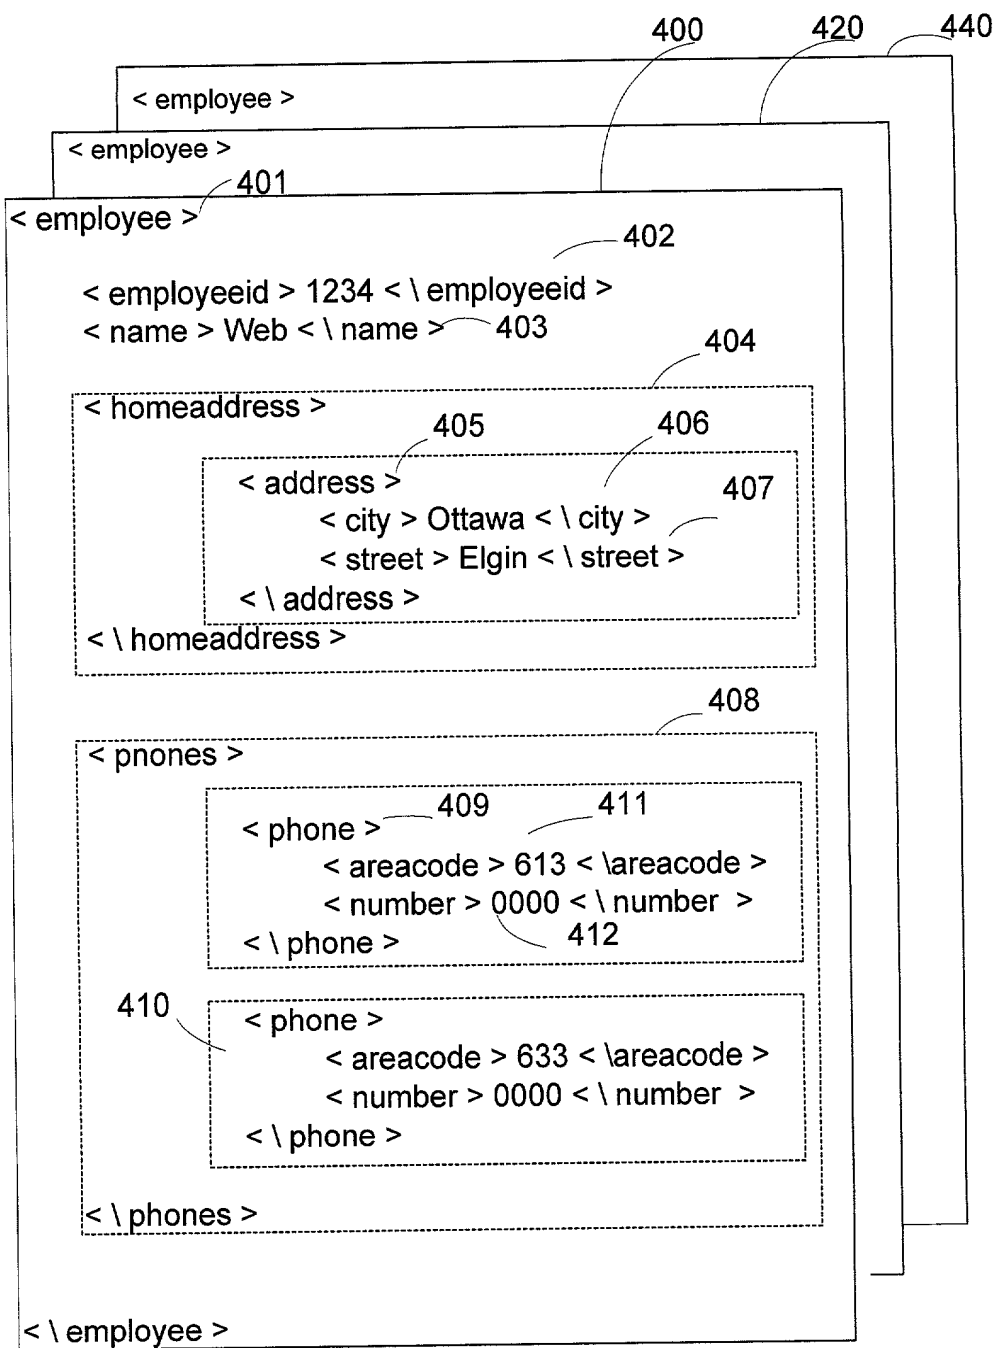 400 420 440
< employee >
< employee >
401
< employee >
402
< employeeid > 1234 < \ employeeid >
< name > Web < \ name > 403
404
< homeaddress >
405 406
< address >
407
< city > Ottawa < \ city >
< street > Elgin < \ street >
< \ address >
< \ homeaddress >
408
< pnones >
409 411
< phone >
< areacode > 613 < \areacode >
< number > 0000 < \ number >
412
< \ phone >
410
< phone >
< areacode > 633 < \areacode >
< number > 0000 < \ number >
< \ phone >
< \ phones >
< \ employee >